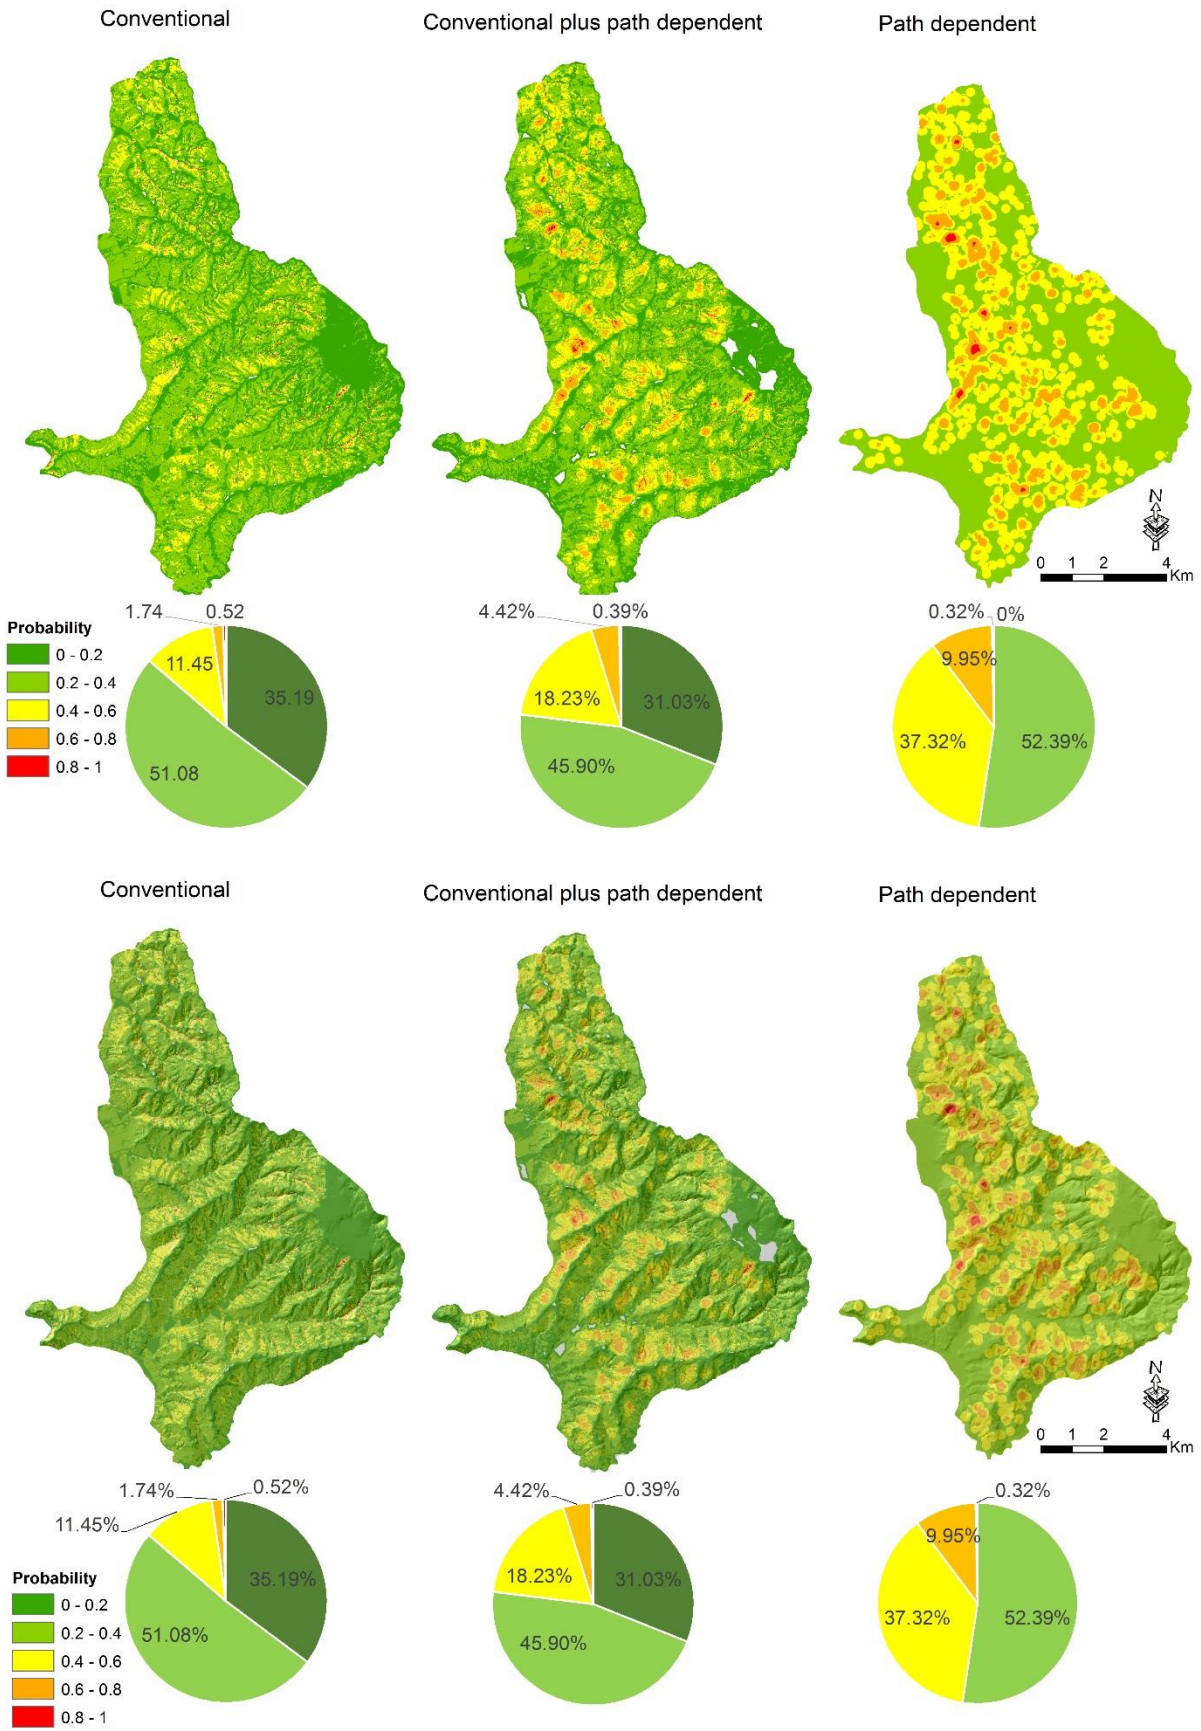 Conventional
Conventional plus path dependent
Path dependent
N
0 1 2 4
Km
1.74 0.52
4.42% 0.39%
0.32% 0%
Probability
0 - 0.2
0.2 - 0.4
0.4 - 0.6
0.6 - 0.8
0.8 - 1
11.45
35.19
51.08
18.23%
31.03%
45.90%
9.95%
37.32%
52.39%
Conventional
Conventional plus path dependent
Path dependent
N
0 1 2 4
Km
1.74% 0.52%
11.45%
35.19%
51.08%
4.42% 0.39%
18.23%
31.03%
45.90%
0.32%
9.95%
37.32%
52.39%
Probability
0 - 0.2
0.2 - 0.4
0.4 - 0.6
0.6 - 0.8
0.8 - 1